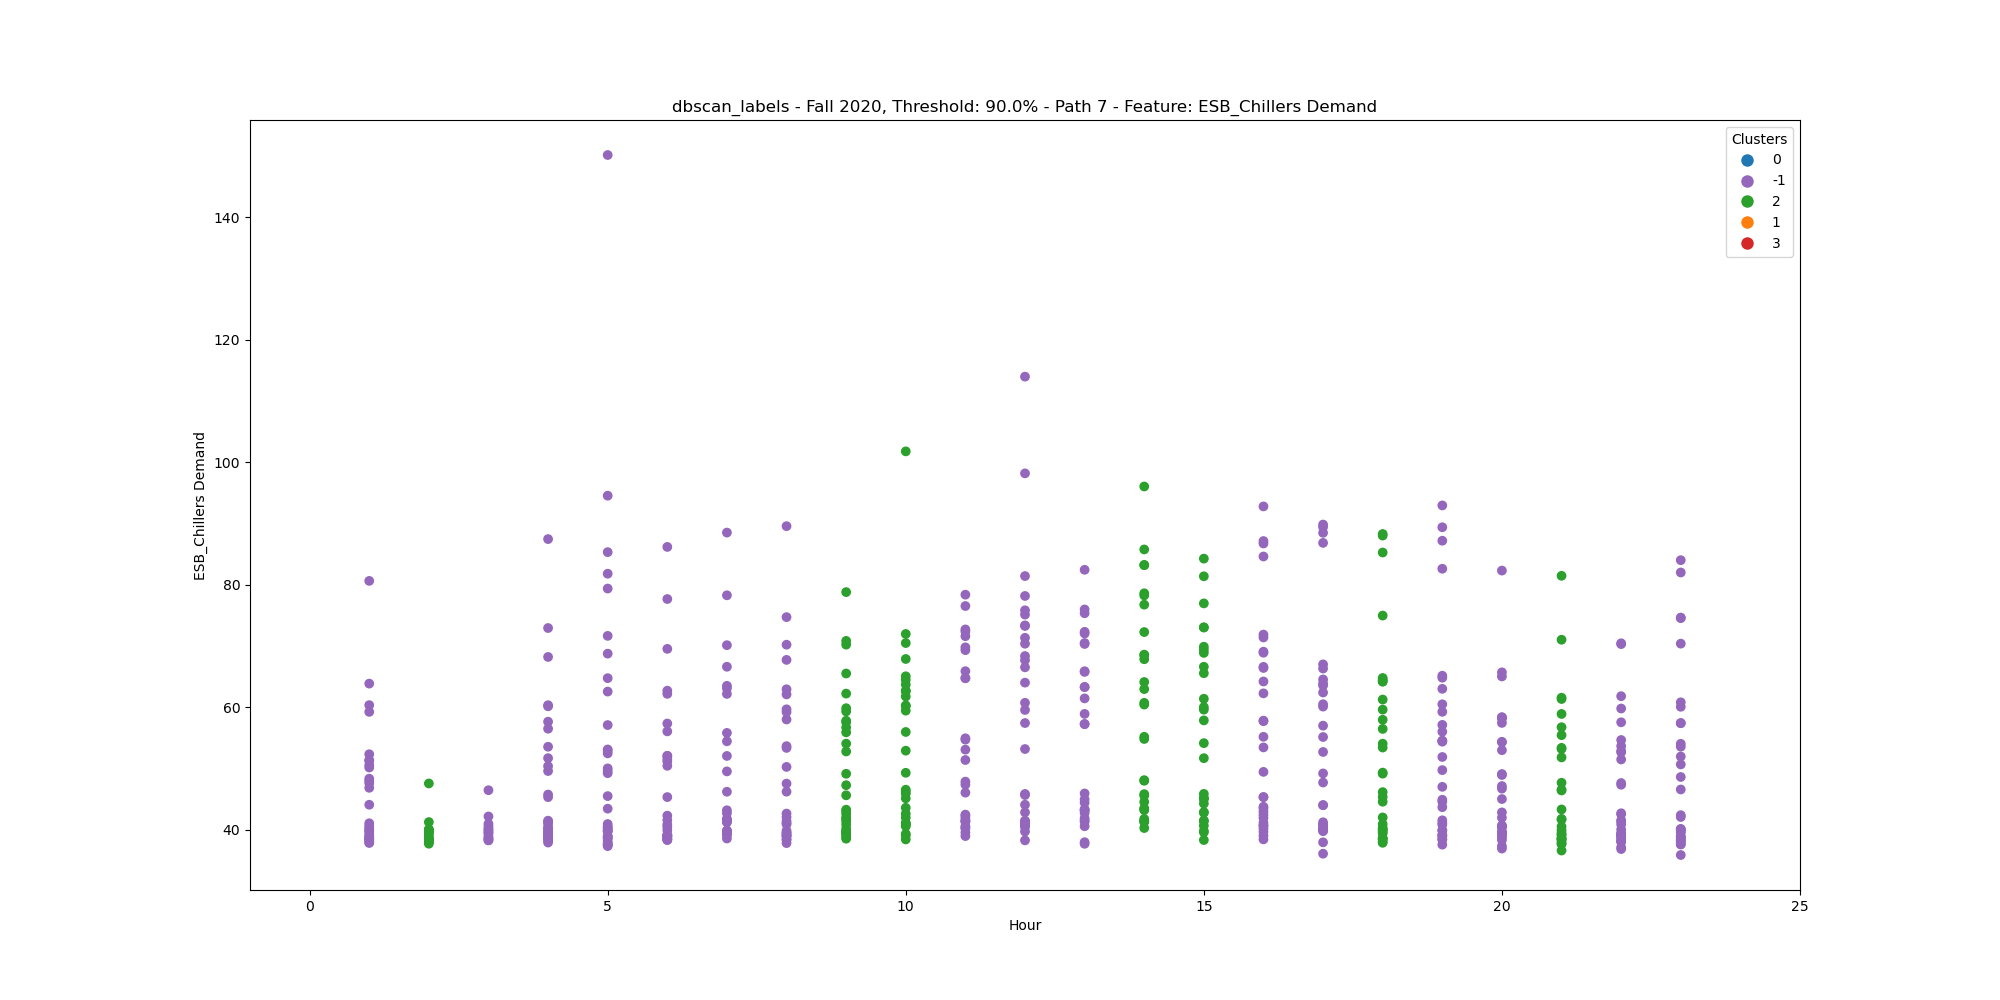 dbscan_labels - Fall 2020, Threshold: 90.0% - Path 7 - Feature: ESB_Chillers Demand
Clusters
0
-1
2
1
3
ESB_Chillers Demand
140
120
100
80
60
40
0 5 10 15 20 25
Hour